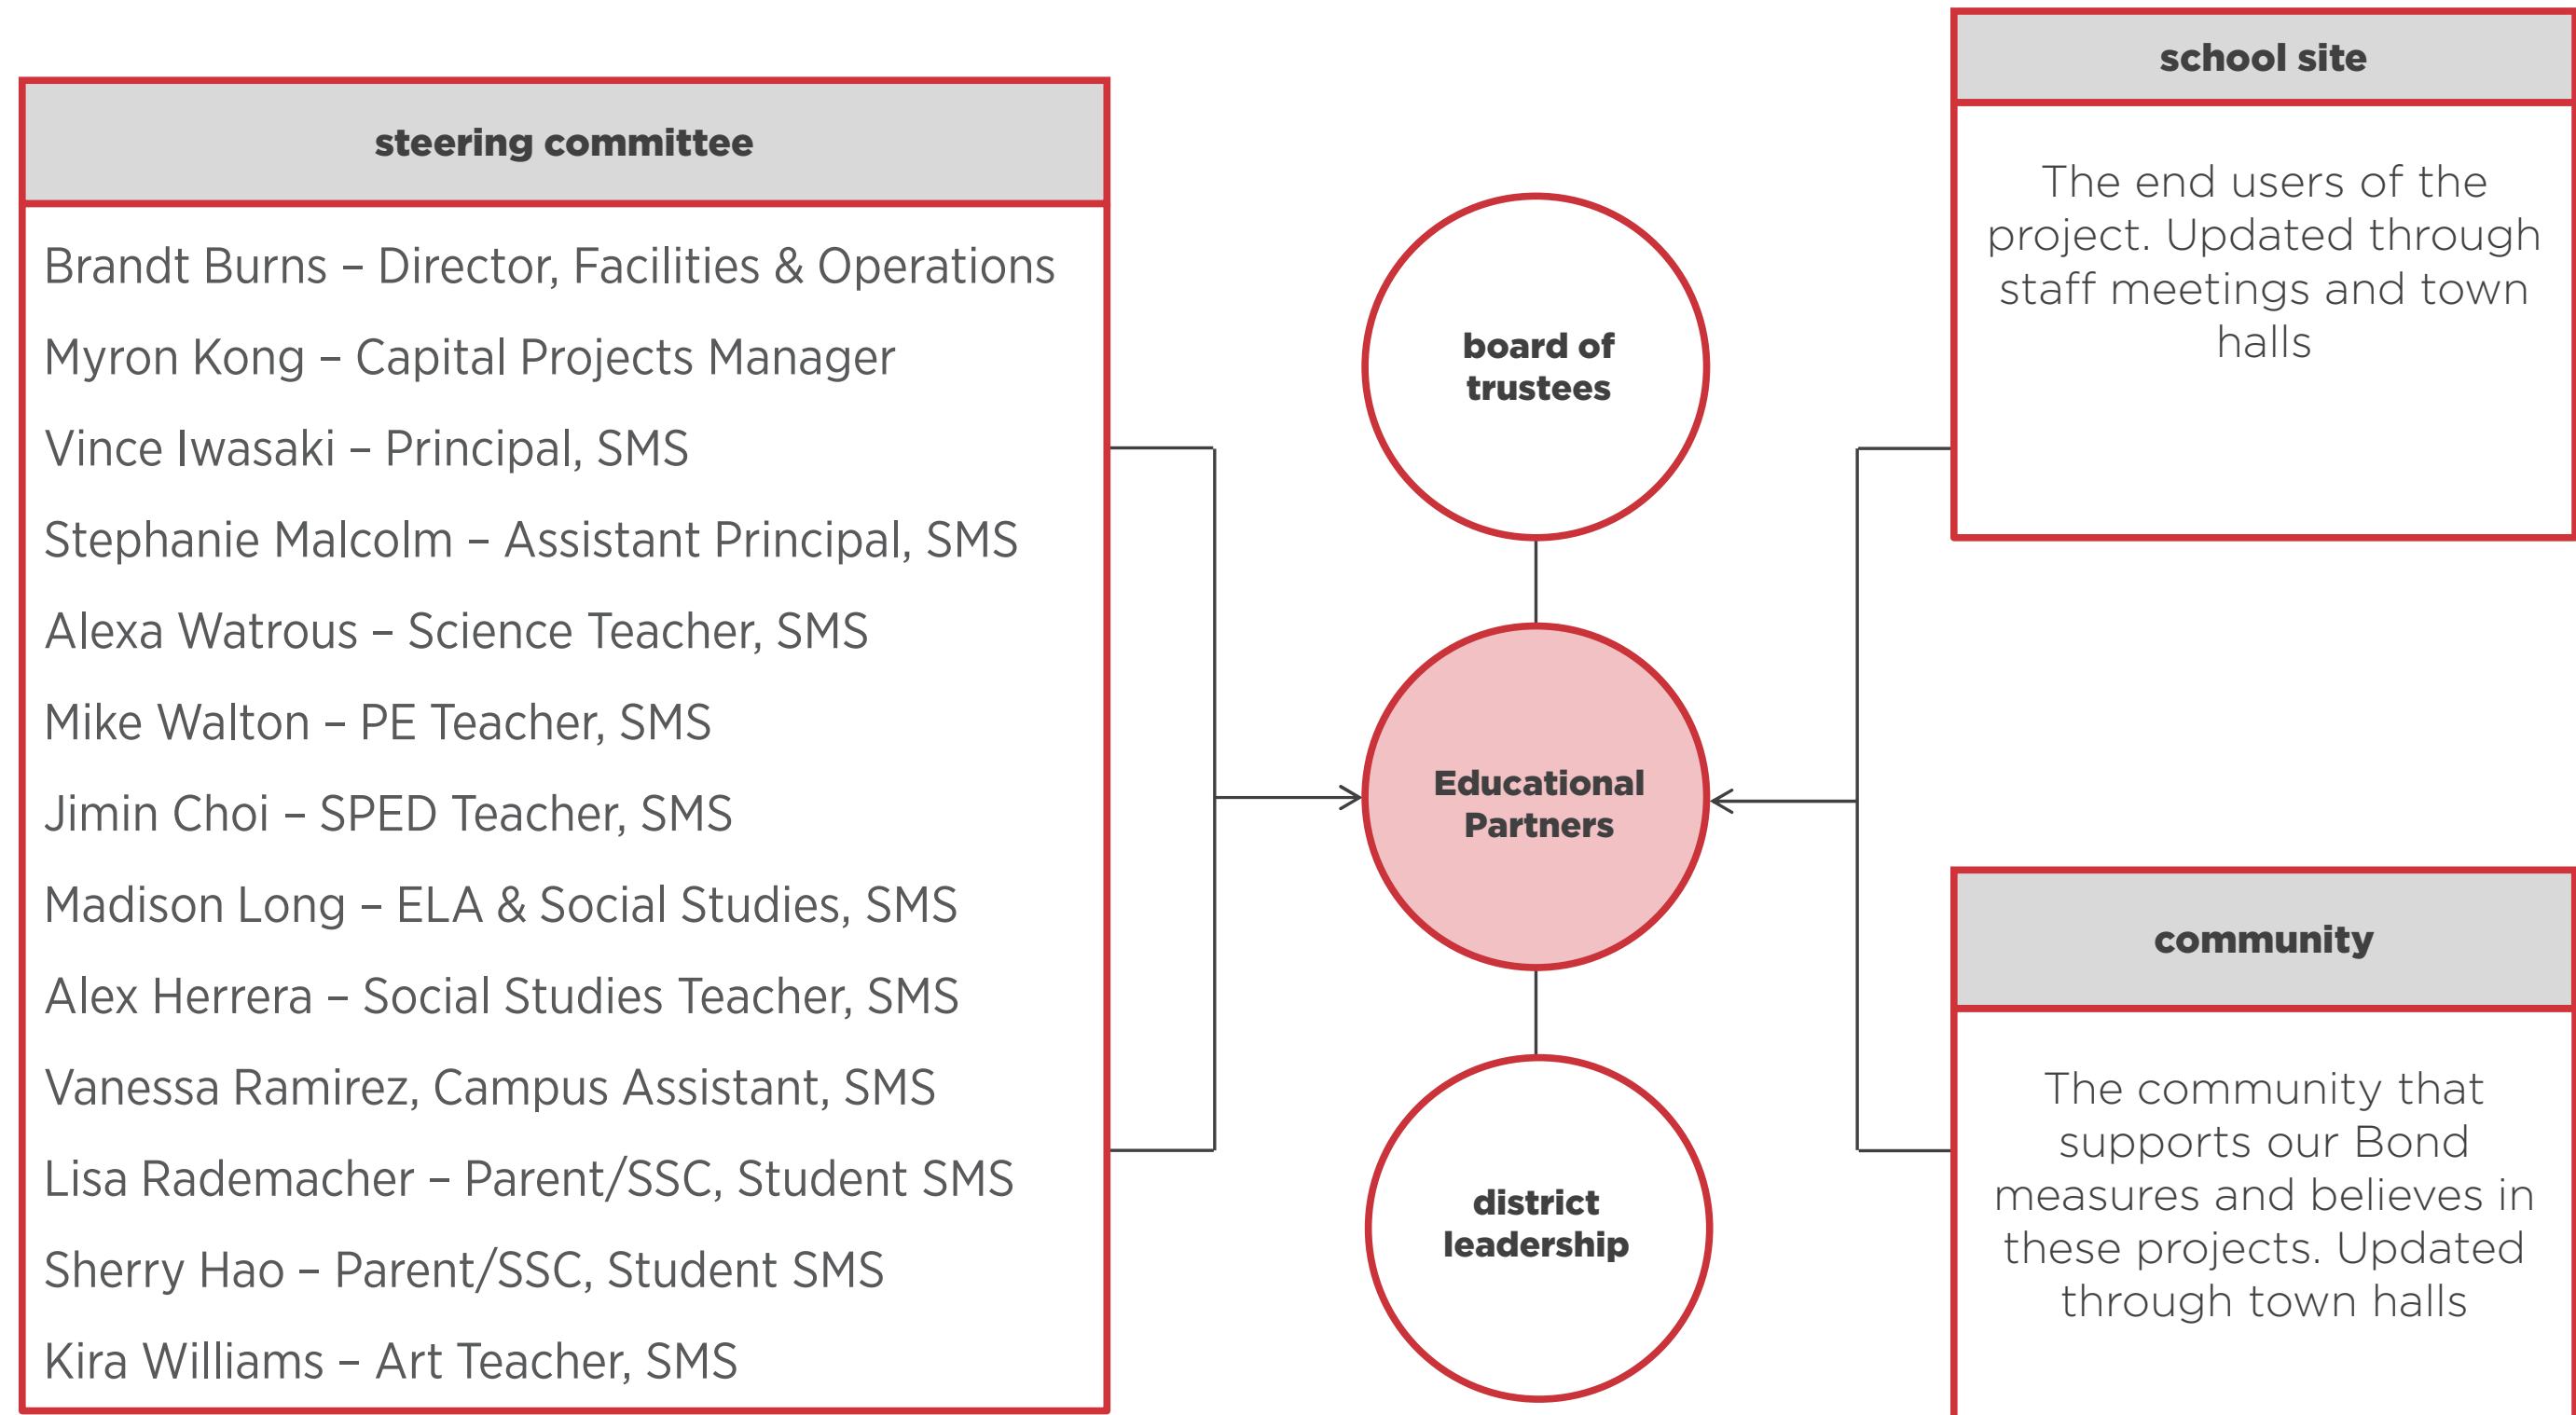 steering committee
Brandt Burns – Director, Facilities & Operations
Myron Kong – Capital Projects Manager
Vince Iwasaki – Principal, SMS
Stephanie Malcolm – Assistant Principal, SMS
Alexa Watrous – Science Teacher, SMS
Mike Walton – PE Teacher, SMS
Jimin Choi – SPED Teacher, SMS
Madison Long – ELA & Social Studies, SMS
Alex Herrera – Social Studies Teacher, SMS
Vanessa Ramirez, Campus Assistant, SMS
Lisa Rademacher – Parent/SSC, Student SMS
Sherry Hao – Parent/SSC, Student SMS
Kira Williams – Art Teacher, SMS
board of
trustees
Educational
Partners
district
leadership
school site
The end users of the
project. Updated through
staff meetings and town
halls
community
The community that
supports our Bond
measures and believes in
these projects. Updated
through town halls